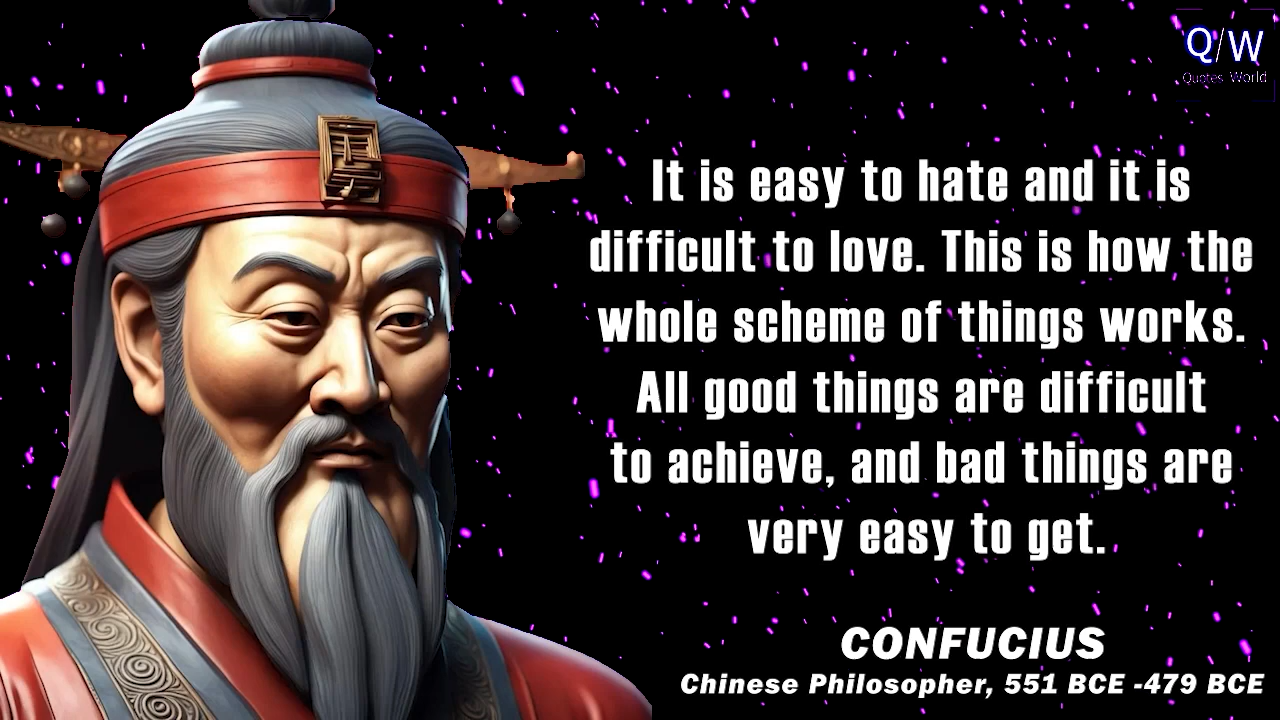 Q/W
Quotes World
It is easy to hate and it is
difficult to love. This is how the
whole scheme of things works.
All good things are difficult
to achieve, and bad things are
very easy to get.
CONFUCIUS
Chinese Philosopher, 551 BCE -479 BCE